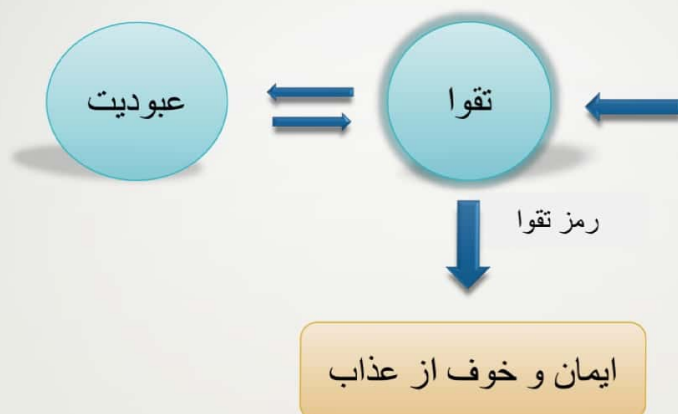 تقوا
عبودیت
رمز تقوا
ایمان و خوف از عذاب